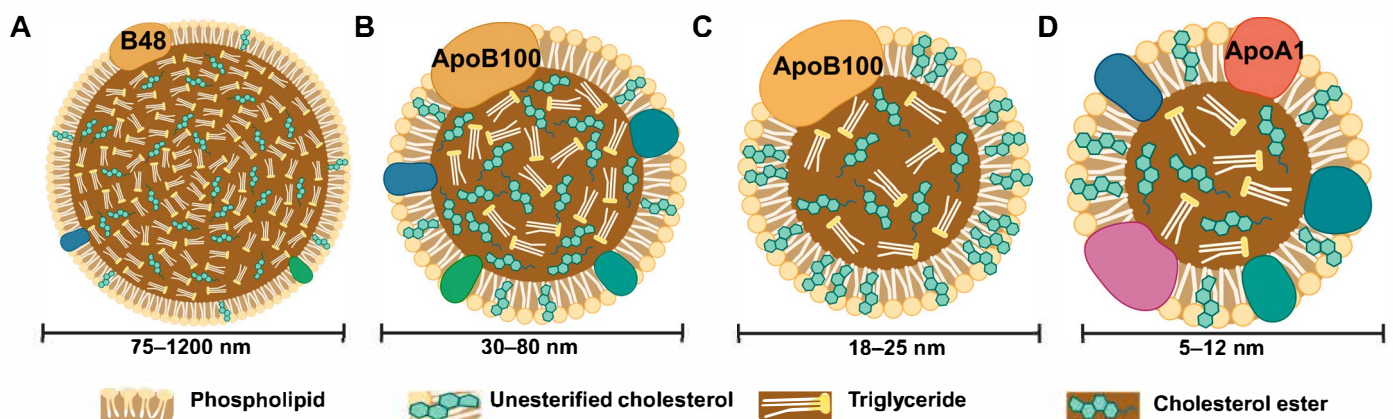 A
B
C
D
B48
ApoB100
ApoB100
ApoA1
75–1200 nm
30–80 nm
18–25 nm
5–12 nm
Phospholipid
Unesterified cholesterol
Triglyceride
Cholesterol ester